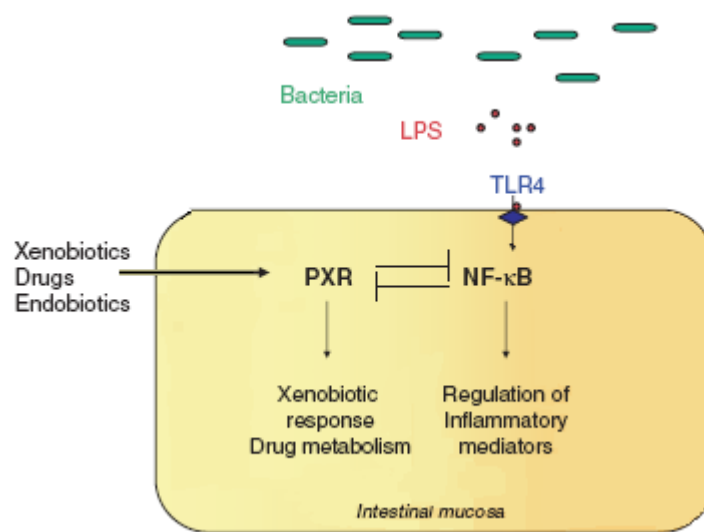 Bacteria
LPS
TLR4
Xenobiotics
Drugs
Endobiotics
PXR
NF-κB
Xenobiotic
response
Drug metabolism
Regulation of
Inflammatory
mediators
Intestinal mucosa